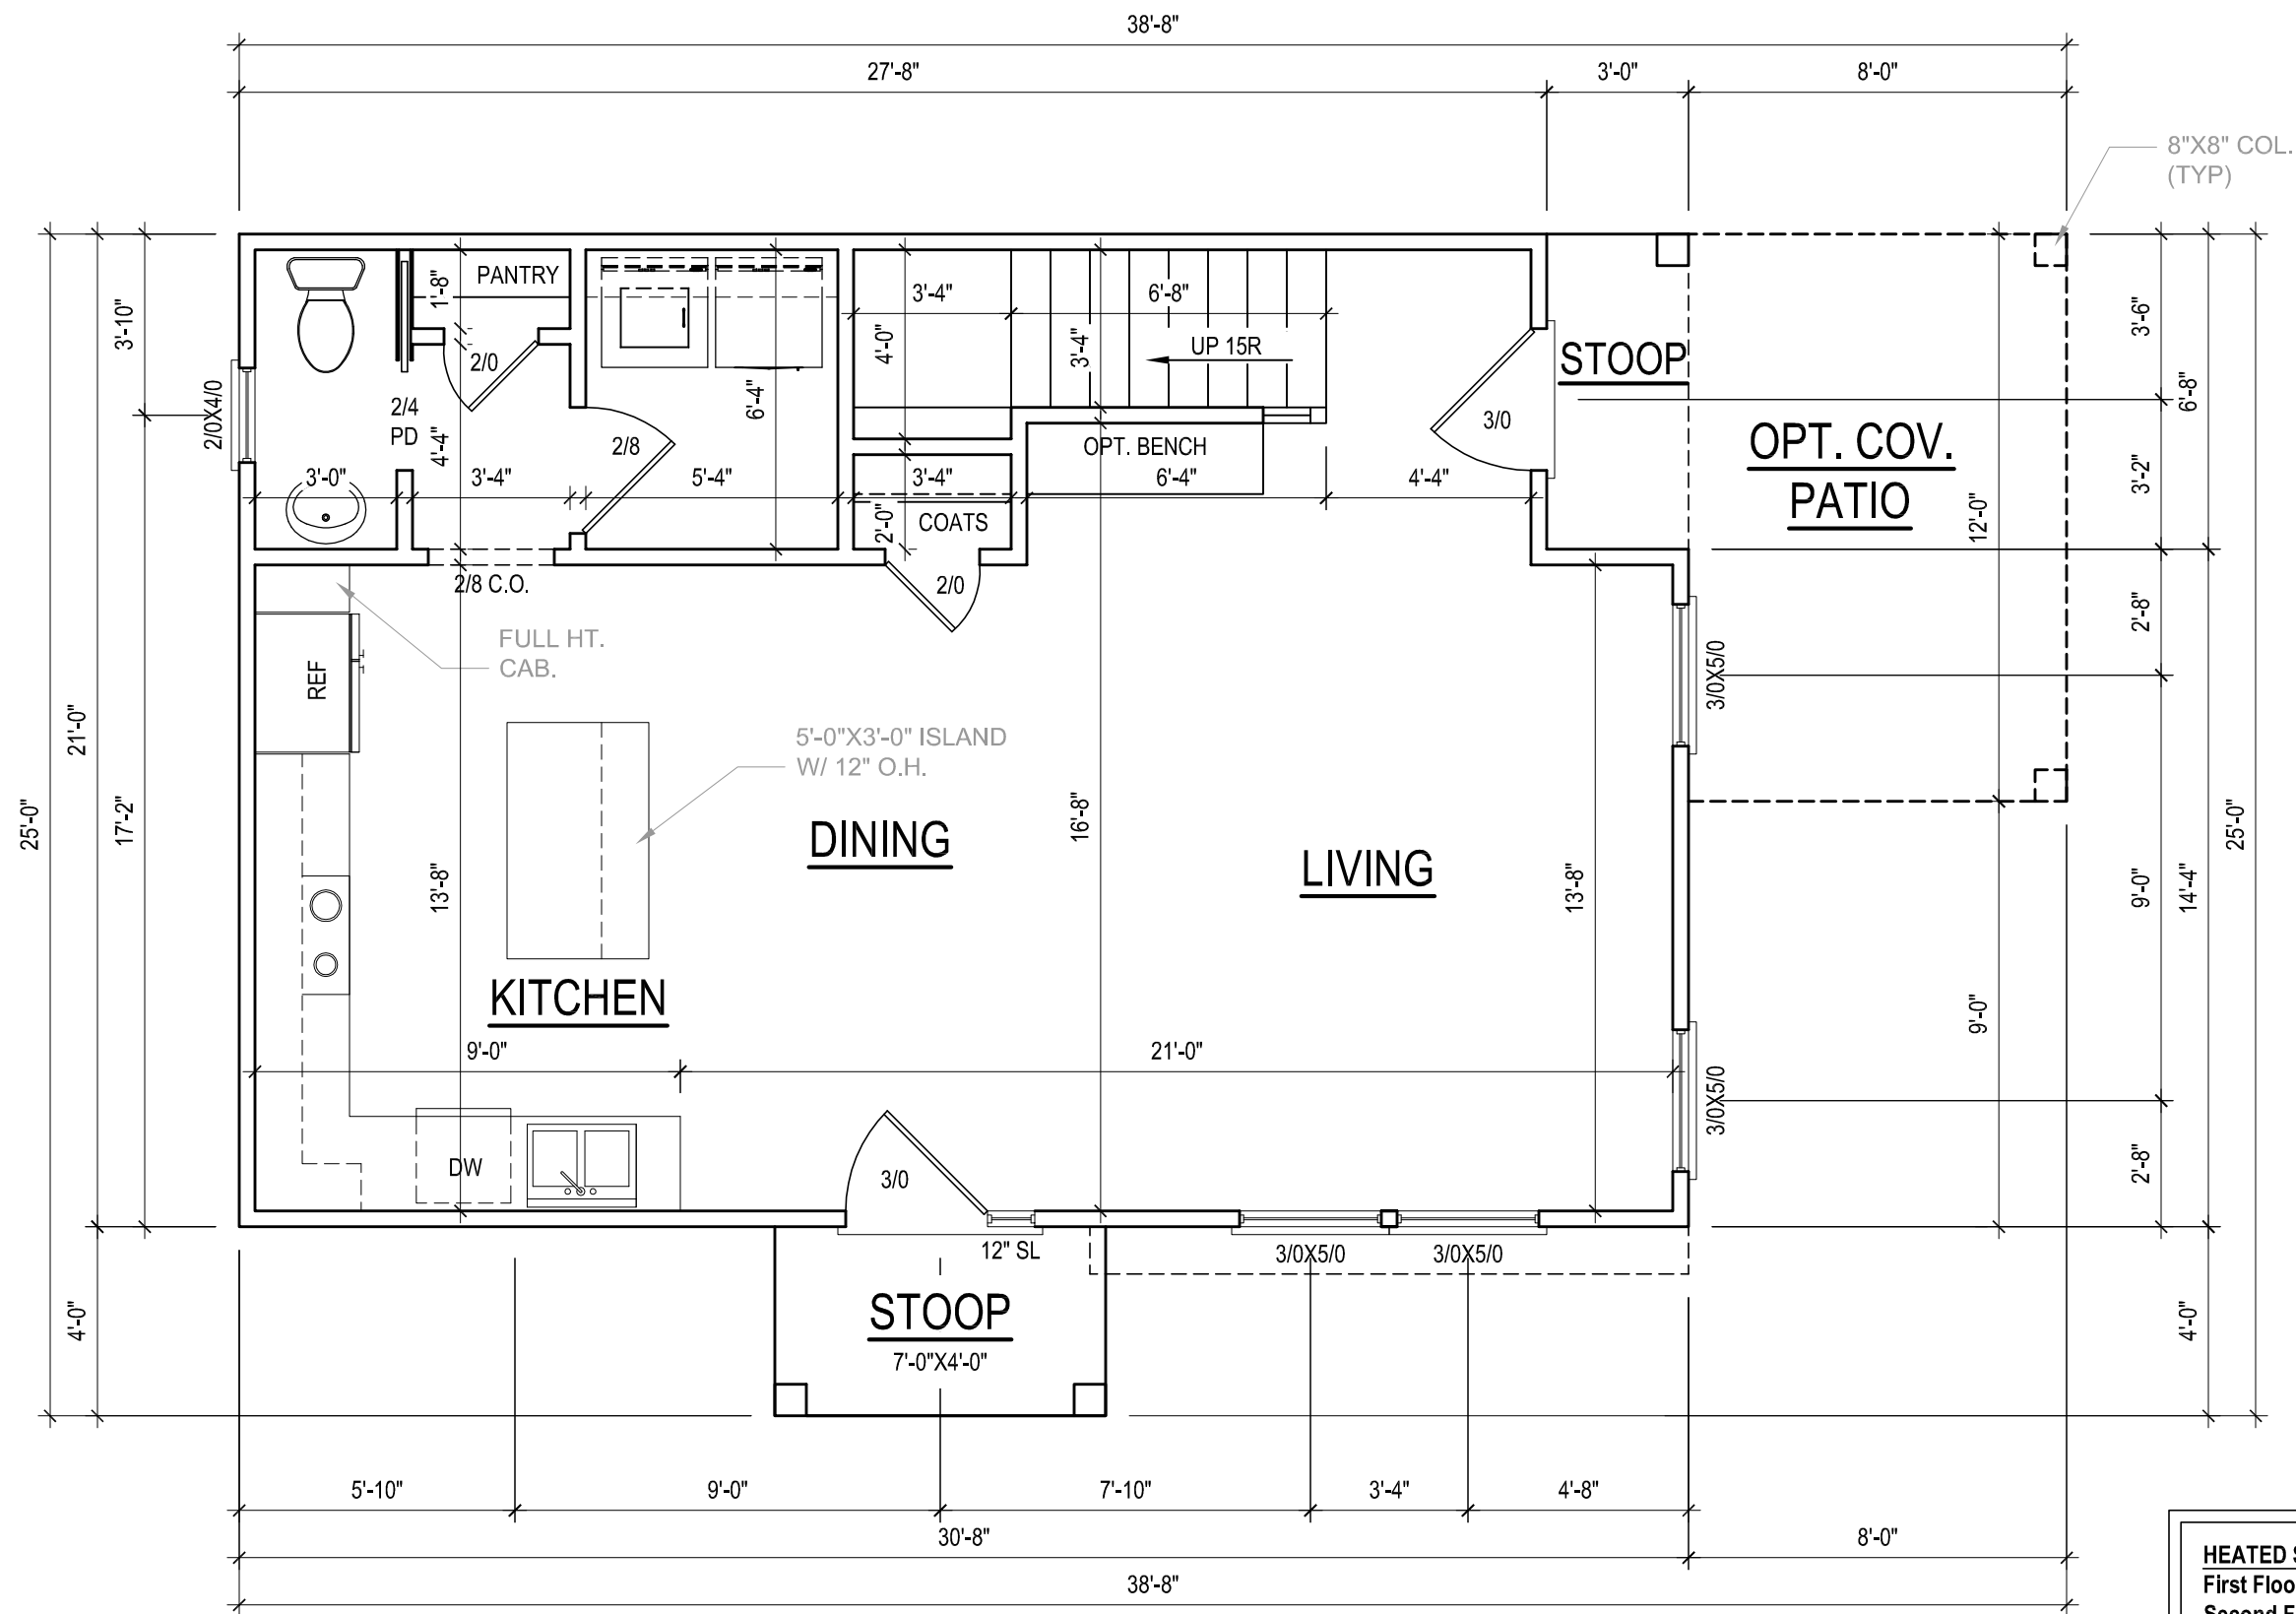 38'-8"
27'-8"
3'-0"
8'-0"
8"X8" COL.
(TYP)
PANTRY
1'-8"
3'-4"
6'-8"
3'-6"
3'-10"
4'-0"
3'-4"
UP 15R
STOOP
2/0
6'-4"
6'-8"
2/0X4/0
2/4
PD
4'-4"
2/8
OPT. BENCH
3/0
OPT. COV.
PATIO
3'-2"
3'-0"
3'-4"
5'-4"
3'-4"
6'-4"
4'-4"
2'-0"
COATS
12'-0"
2/8 C.O.
2/0
2'-8"
FULL HT.
CAB.
REF
3/0X5/0
21'-0"
5'-0"X3'-0" ISLAND
W/ 12" O.H.
25'-0"
17'-2"
16'-8"
DINING
LIVING
13'-8"
13'-8"
9'-0"
14'-4"
25'-0"
KITCHEN
9'-0"
9'-0"
21'-0"
3/0X5/0
DW
3/0
2'-8"
12" SL
3/0X5/0
3/0X5/0
4'-0"
STOOP
7'-0"X4'-0"
4'-0"
5'-10"
9'-0"
7'-10"
3'-4"
4'-8"
30'-8"
8'-0"
38'-8"
HEATED
First Floo